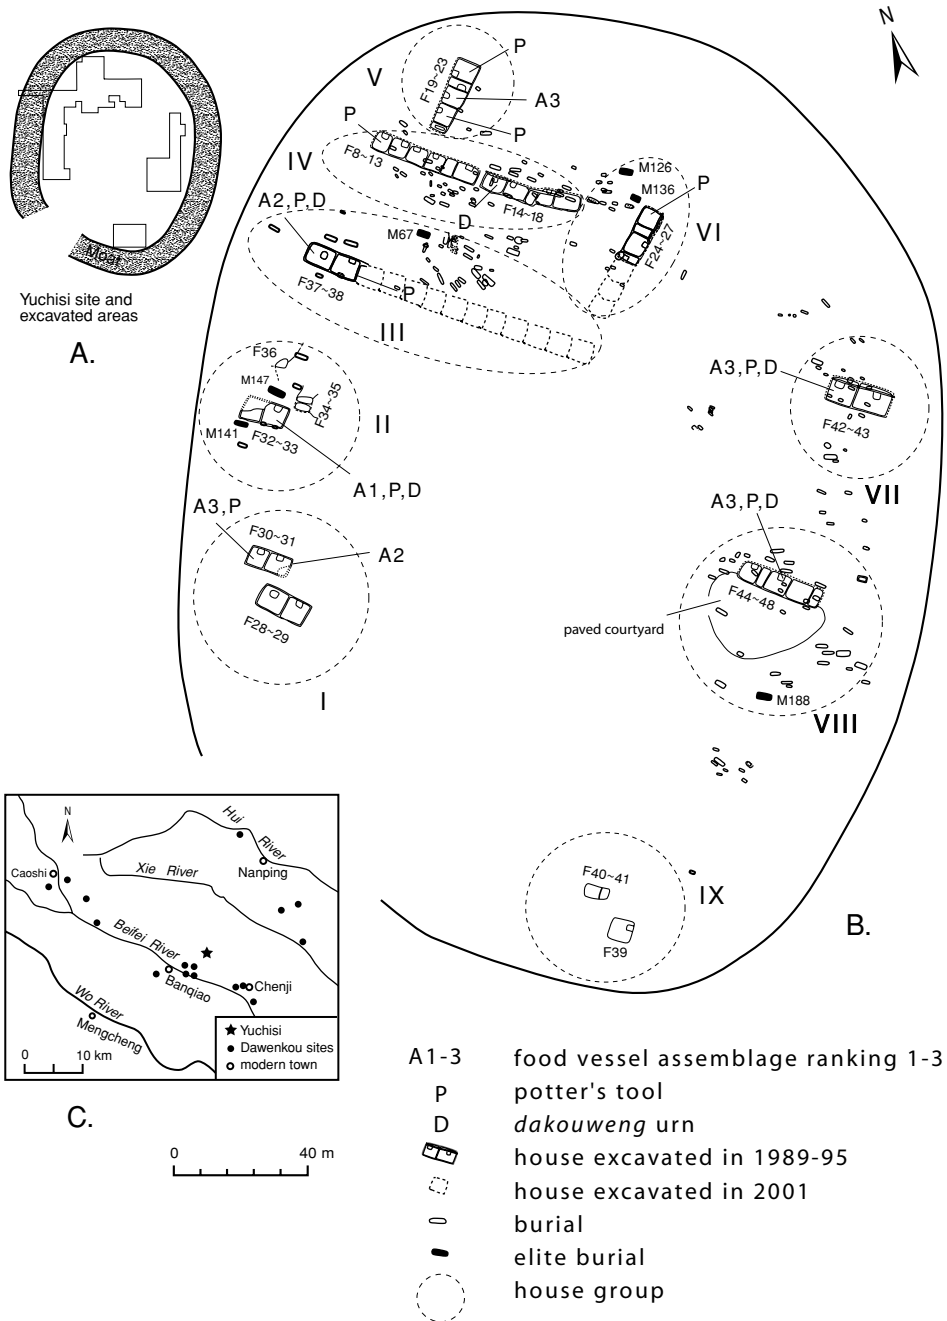 Moat
Yuchisi site and
excavated areas
A.
N
V
F19~23
P
A3
P
P
IV
F8~13
D
F14~18
M126
M136
P
VI
F24~27
A2,P,D
M67
F37~38
P
III
F36
M147
F34~35
M141
F32~33
II
A1,P,D
A3,P,D
F42~43
VII
A3,P
F30~31
A2
F28~29
I
A3,P,D
F44~48
paved courtyard
M188
VIII
F40~41
F39
IX
B.
N
Hui River
Nanping
Caoshi
Xie River
Beifei River
Banqiao
Chenji
Wo River
Mengcheng
0 10 km
Yuchisi
Dawenkou sites
modern town
C.
0 40 m
A1-3 food vessel assemblage ranking 1-3
P potter's tool
D dakouweng urn
house excavated in 1989-95
house excavated in 2001
burial
elite burial
house group